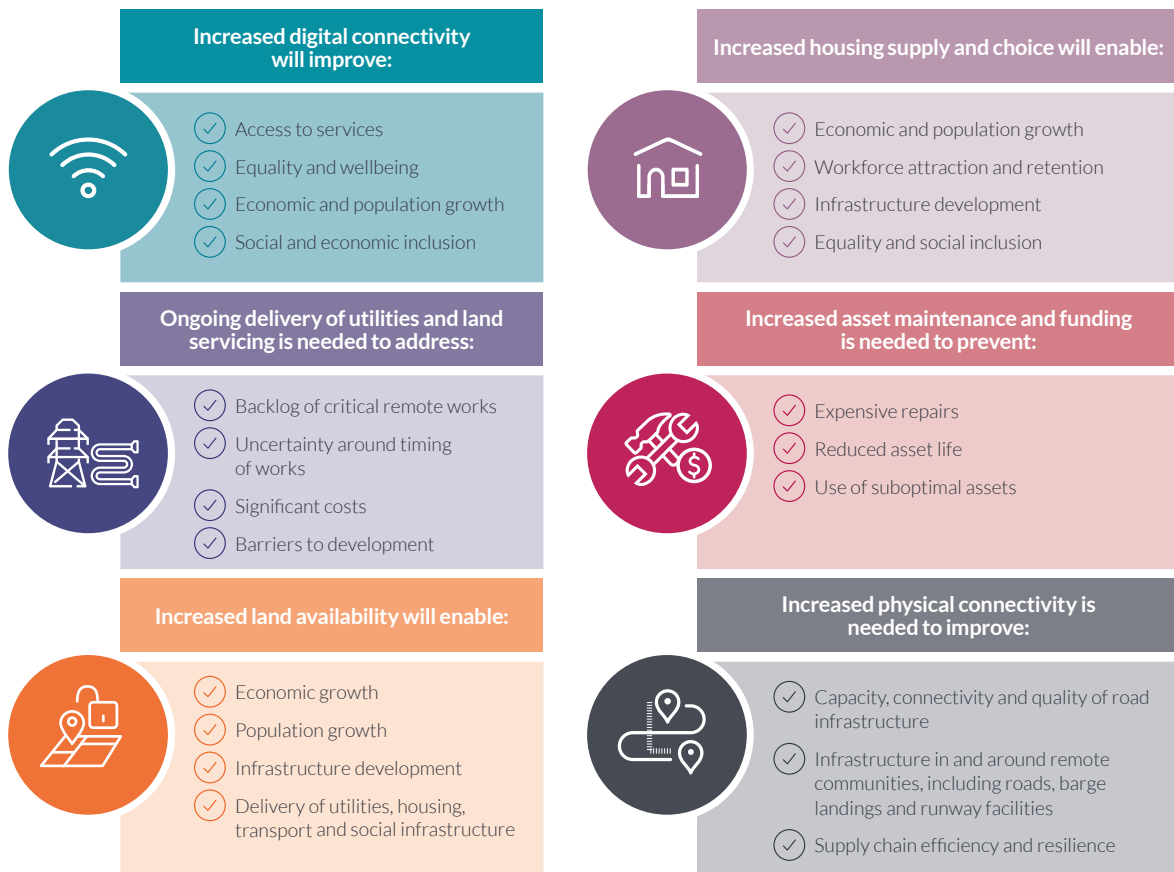 Increased digital connectivity
will improve:
Access to services
Equality and wellbeing
Economic and population growth
Social and economic inclusion
Increased housing supply and choice will enable:
Economic and population growth
Workforce attraction and retention
Infrastructure development
Equality and social inclusion
Ongoing delivery of utilities and land
servicing is needed to address:
Backlog of critical remote works
Uncertainty around timing
of works
Significant costs
Barriers to development
Increased asset maintenance and funding
is needed to prevent:
Expensive repairs
Reduced asset life
Use of suboptimal assets
$
Increased land availability will enable:
Economic growth
Population growth
Infrastructure development
Delivery of utilities, housing,
transport and social infrastructure
Increased physical connectivity is
needed to improve:
Capacity, connectivity and quality of road
infrastructure
Infrastructure in and around remote
communities, including roads, barge
landings and runway facilities
Supply chain efficiency and resilience